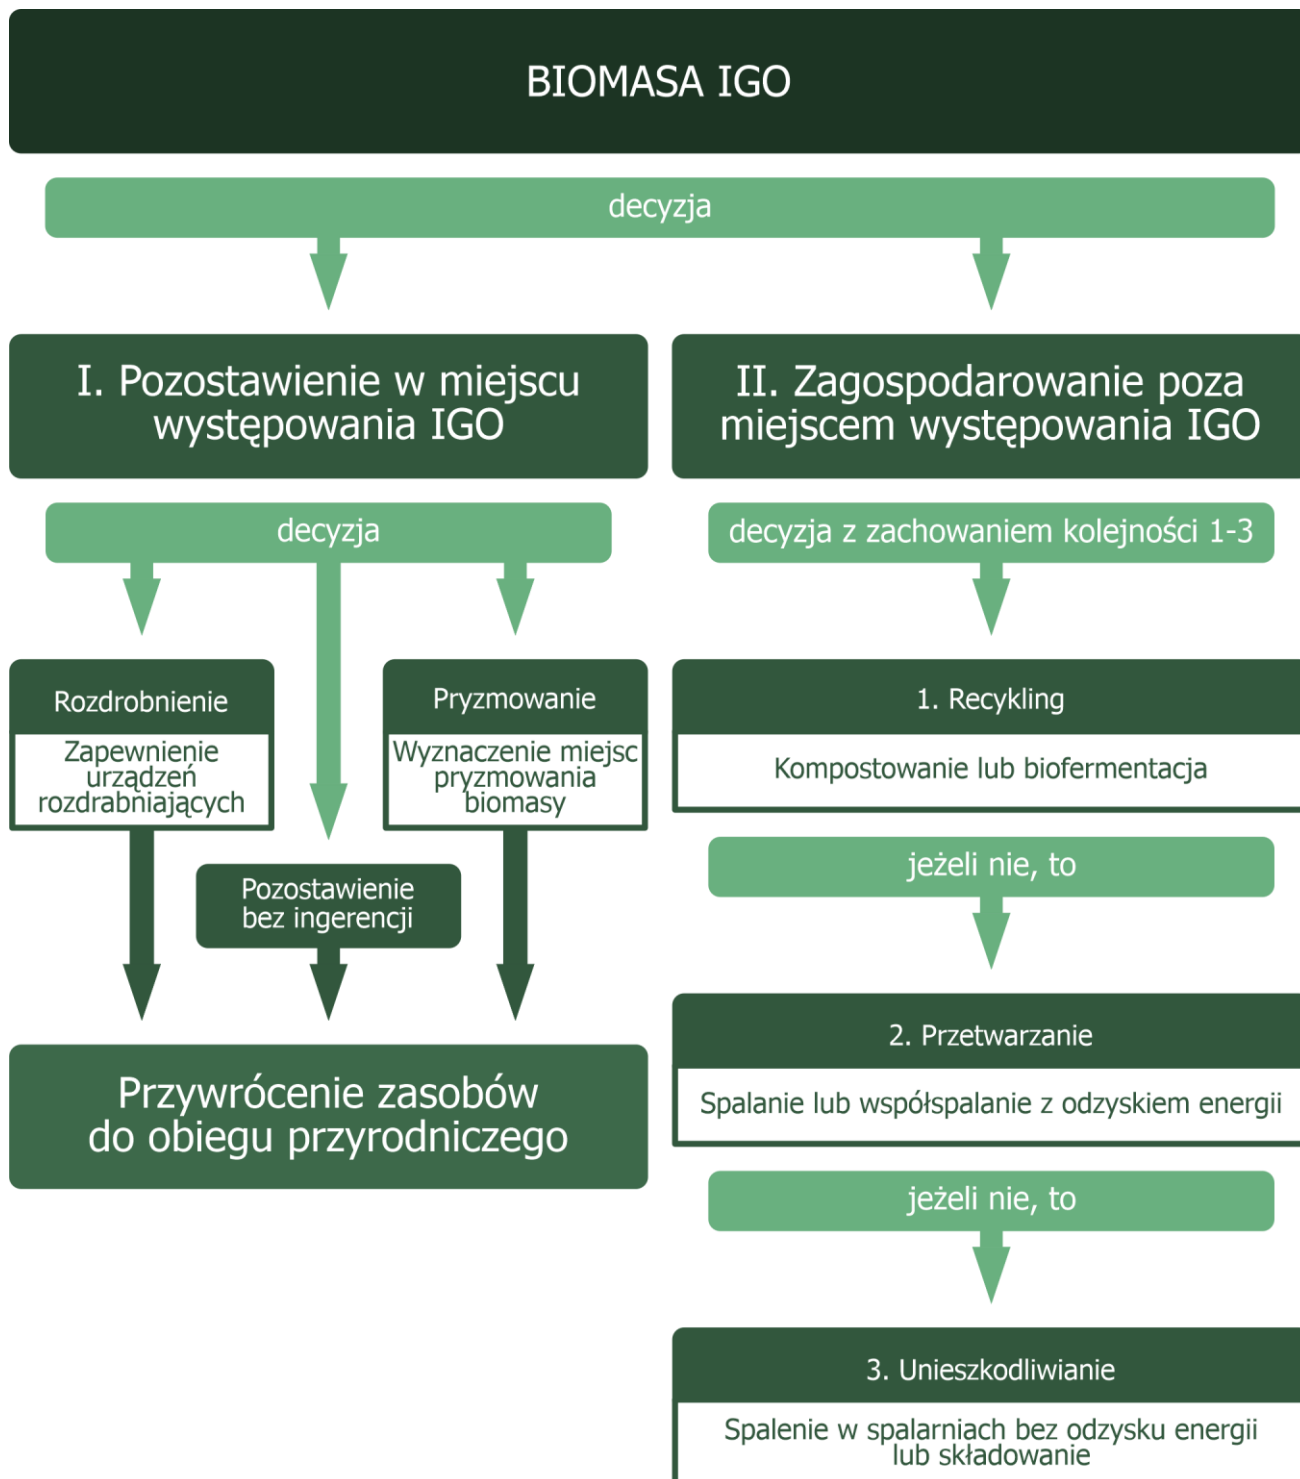 BIOMASA IGO
decyzja
I. Pozostawienie w miejscu
występowania IGO
decyzja
Rozdrobnienie
Zapewnienie
urządzeń
rozdrabniających
Pozostawienie
bez ingerencji
Pryzmowanie
Wyznaczenie miejsc
pryzmowania
biomasy
Przywrócenie zasobów
do obiegu przyrodniczego
II. Zagospodarowanie poza
miejscem występowania IGO
decyzja z zachowaniem kolejności 1-3
1. Recykling
Kompostowanie lub biofermentacja
jeżeli nie, to
2. Przetwarzanie
Spalanie lub współspalanie z odzyskiem energii
jeżeli nie, to
3. Unieszkodliwianie
Spalenie w spalarniach bez odzysku energii
lub składowanie